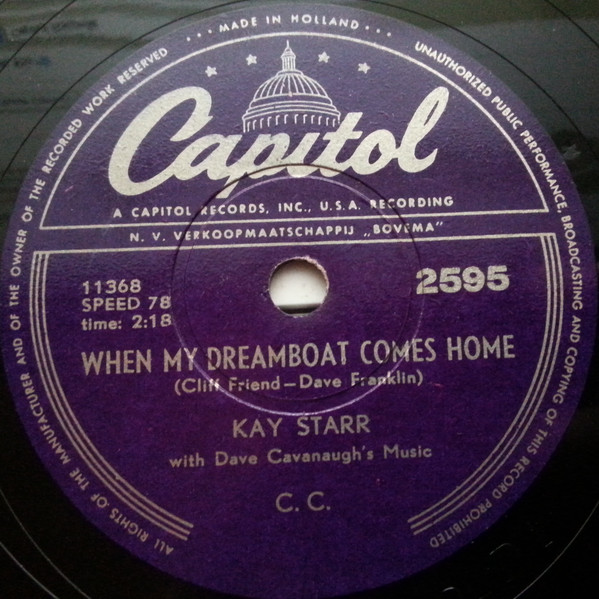 ··· MADE IN HOLLAND ···
ALL RIGHTS OF THE MANUFACTURER AND OF THE OWNER OF THE RECORDED WORK RESERVED
UNAUTHORIZED PUBLIC PERFORMANCE, BROADCASTING AND COPYING OF THIS RECORD PROHIBITED
Capitol
A CAPITOL RECORDS, INC., U.S.A. RECORDING
N. V. VERKOOPMAATSCHAPPIJ „BOVEMA"
11368
SPEED 78
time: 2:18
2595
WHEN MY DREAMBOAT COMES HOME
(Cliff Friend—Dave Franklin)
KAY STARR
with Dave Cavanaugh's Music
C. C.